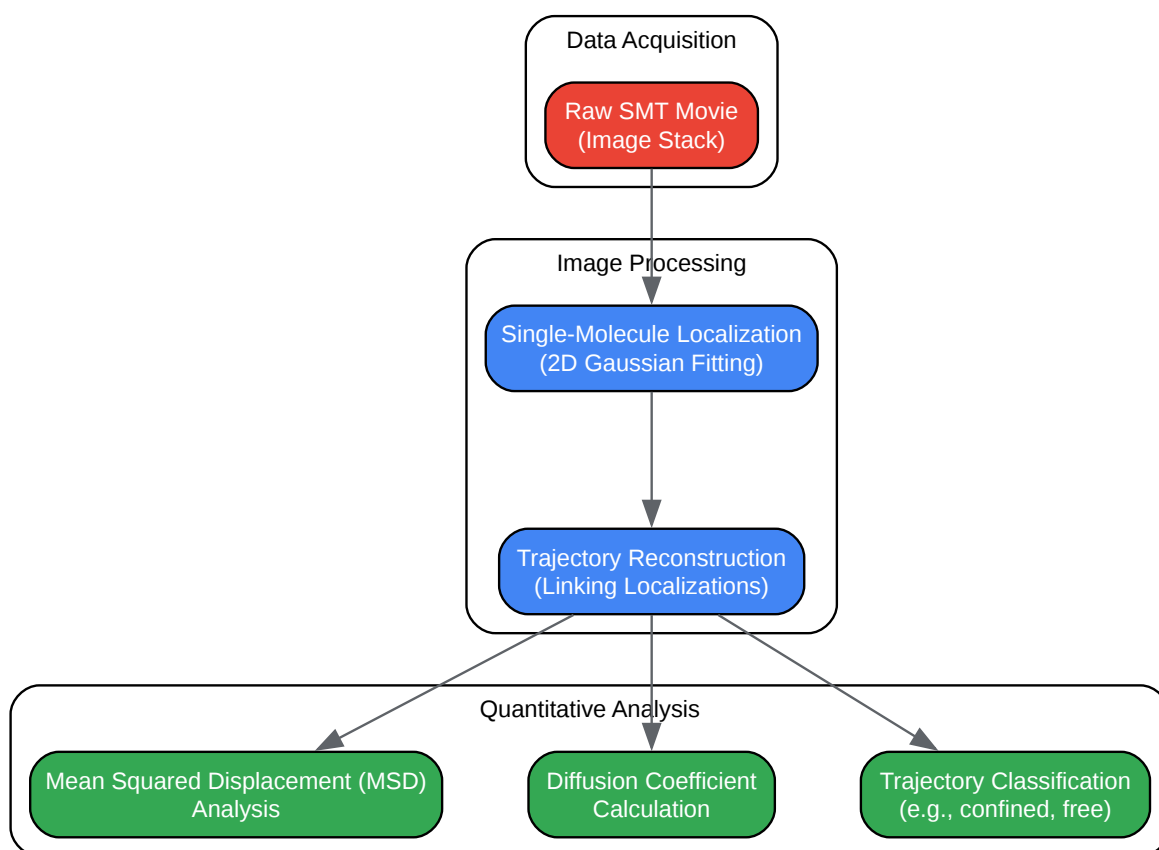 Data Acquisition
Raw SMT Movie
(Image Stack)
Image Processing
Single-Molecule Localization
(2D Gaussian Fitting)
Trajectory Reconstruction
(Linking Localizations)
Quantitative Analysis
Mean Squared Displacement (MSD)
Analysis
Diffusion Coefficient
Calculation
Trajectory Classification
(e.g., confined, free)